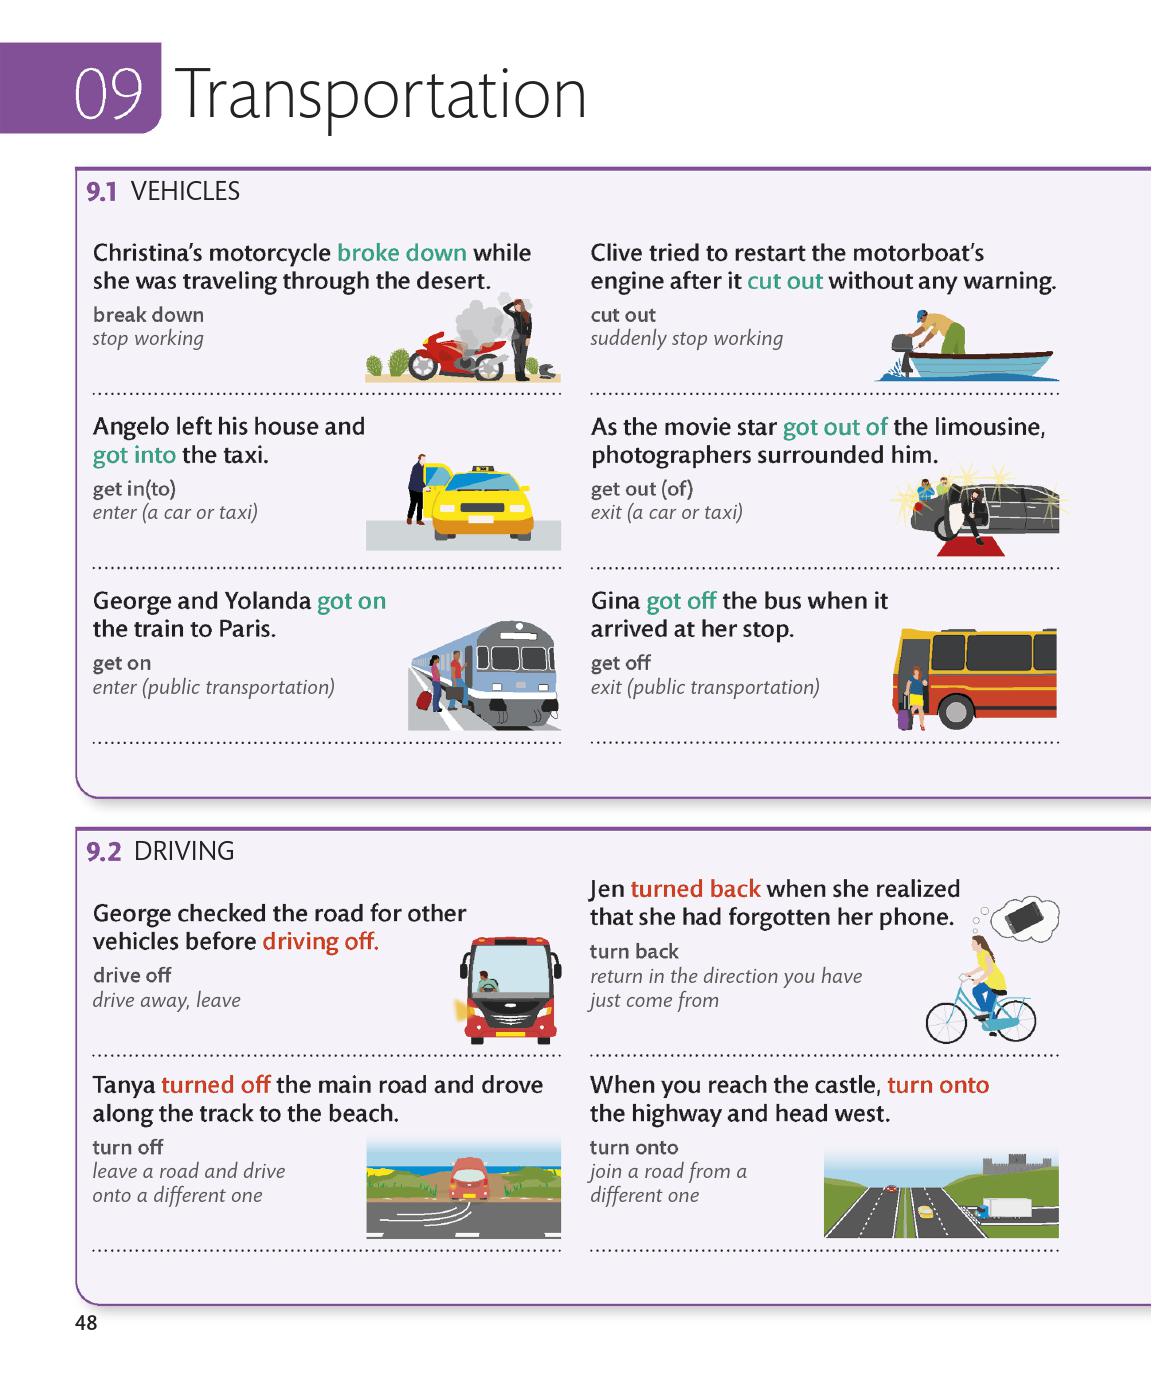 09 Transportation
9.1 VEHICLES
Christina’s motorcycle broke down while
she was traveling through the desert.
break down
stop working
Clive tried to restart the motorboat’s
engine after it cut out without any warning.
cut out
suddenly stop working
Angelo left his house and
got into the taxi.
get in(to)
enter (a car or taxi)
As the movie star got out of the limousine,
photographers surrounded him.
get out (of)
exit (a car or taxi)
George and Yolanda got on
the train to Paris.
get on
enter (public transportation)
Gina got off the bus when it
arrived at her stop.
get off
exit (public transportation)
9.2 DRIVING
George checked the road for other
vehicles before driving off.
drive off
drive away, leave
Jen turned back when she realized
that she had forgotten her phone.
turn back
return in the direction you have
just come from
Tanya turned off the main road and drove
along the track to the beach.
turn off
leave a road and drive
onto a different one
When you reach the castle, turn onto
the highway and head west.
turn onto
join a road from a
different one
48